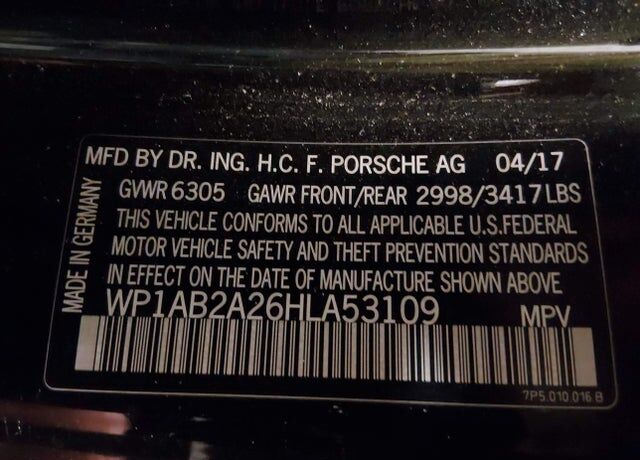 MFD BY DR. ING. H.C. F. PORSCHE AG 04/17
GVWR 6305 GAWR FRONT/REAR 2998/3417LBS
THIS VEHICLE CONFORMS TO ALL APPLICABLE U.S.FEDERAL
MOTOR VEHICLE SAFETY AND THEFT PREVENTION STANDARDS
IN EFFECT ON THE DATE OF MANUFACTURE SHOWN ABOVE
WP1AB2A26HLA53109 MPV
MADE IN GERMANY
7P5.010.016 B